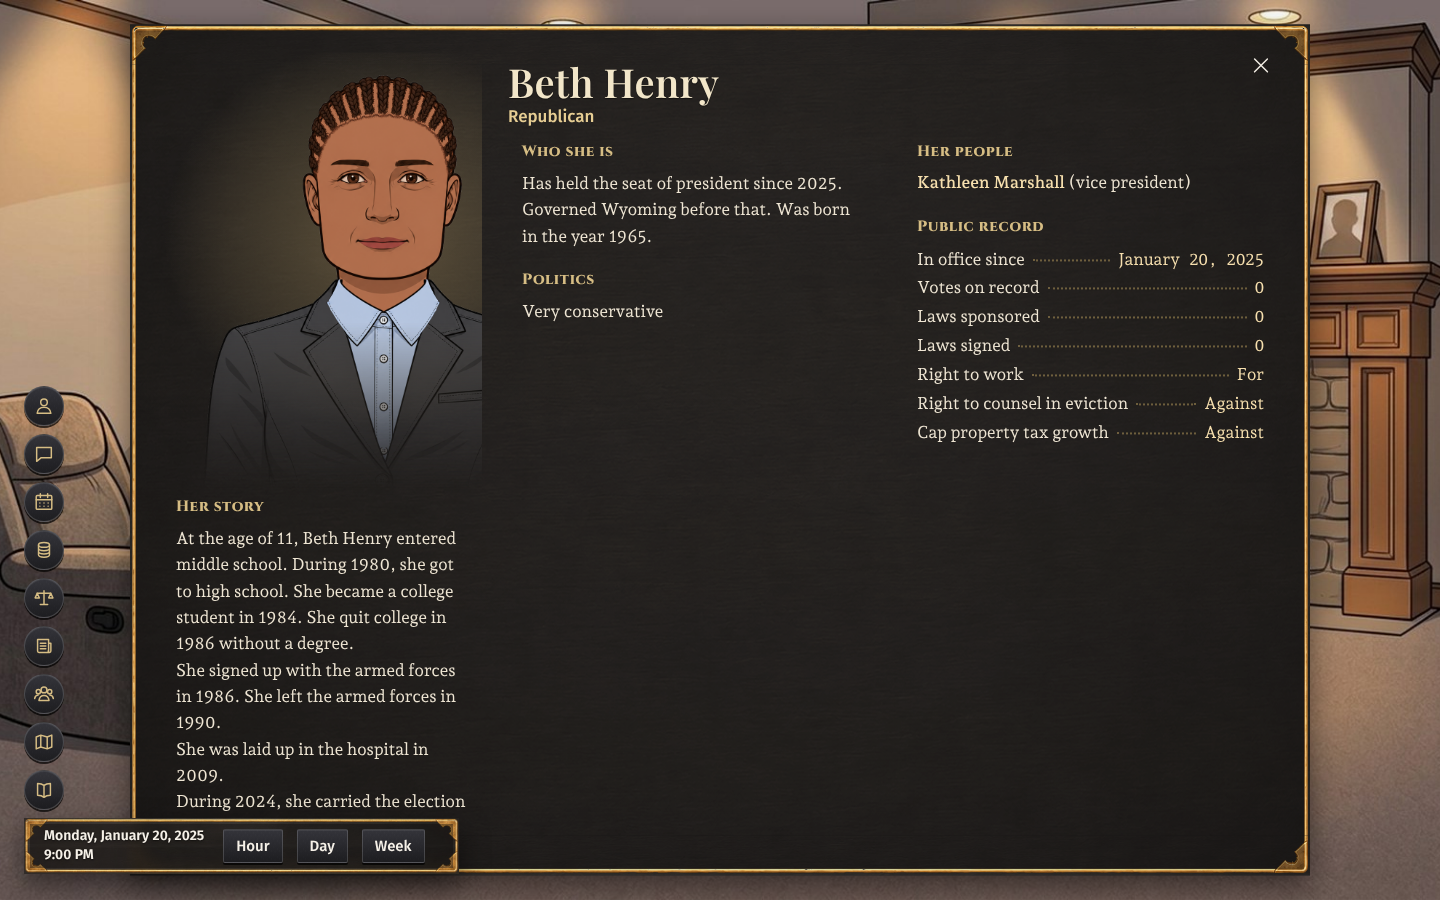 Beth Henry
Republican
Who she is
Has held the seat of president since 2025.
Governed Wyoming before that. Was born
in the year 1965.
Politics
Very conservative
Her people
Kathleen Marshall (vice president)
Public record
In office since January 20, 2025
Votes on record 0
Laws sponsored 0
Laws signed 0
Right to work For
Right to counsel in eviction Against
Cap property tax growth Against
Her story
At the age of 11, Beth Henry entered
middle school. During 1980, she got
to high school. She became a college
student in 1984. She quit college in
1986 without a degree.
She signed up with the armed forces
in 1986. She left the armed forces in
1990.
She was laid up in the hospital in
2009.
During 2024, she carried the election
Monday, January 20, 2025
9:00 PM
Hour
Day
Week